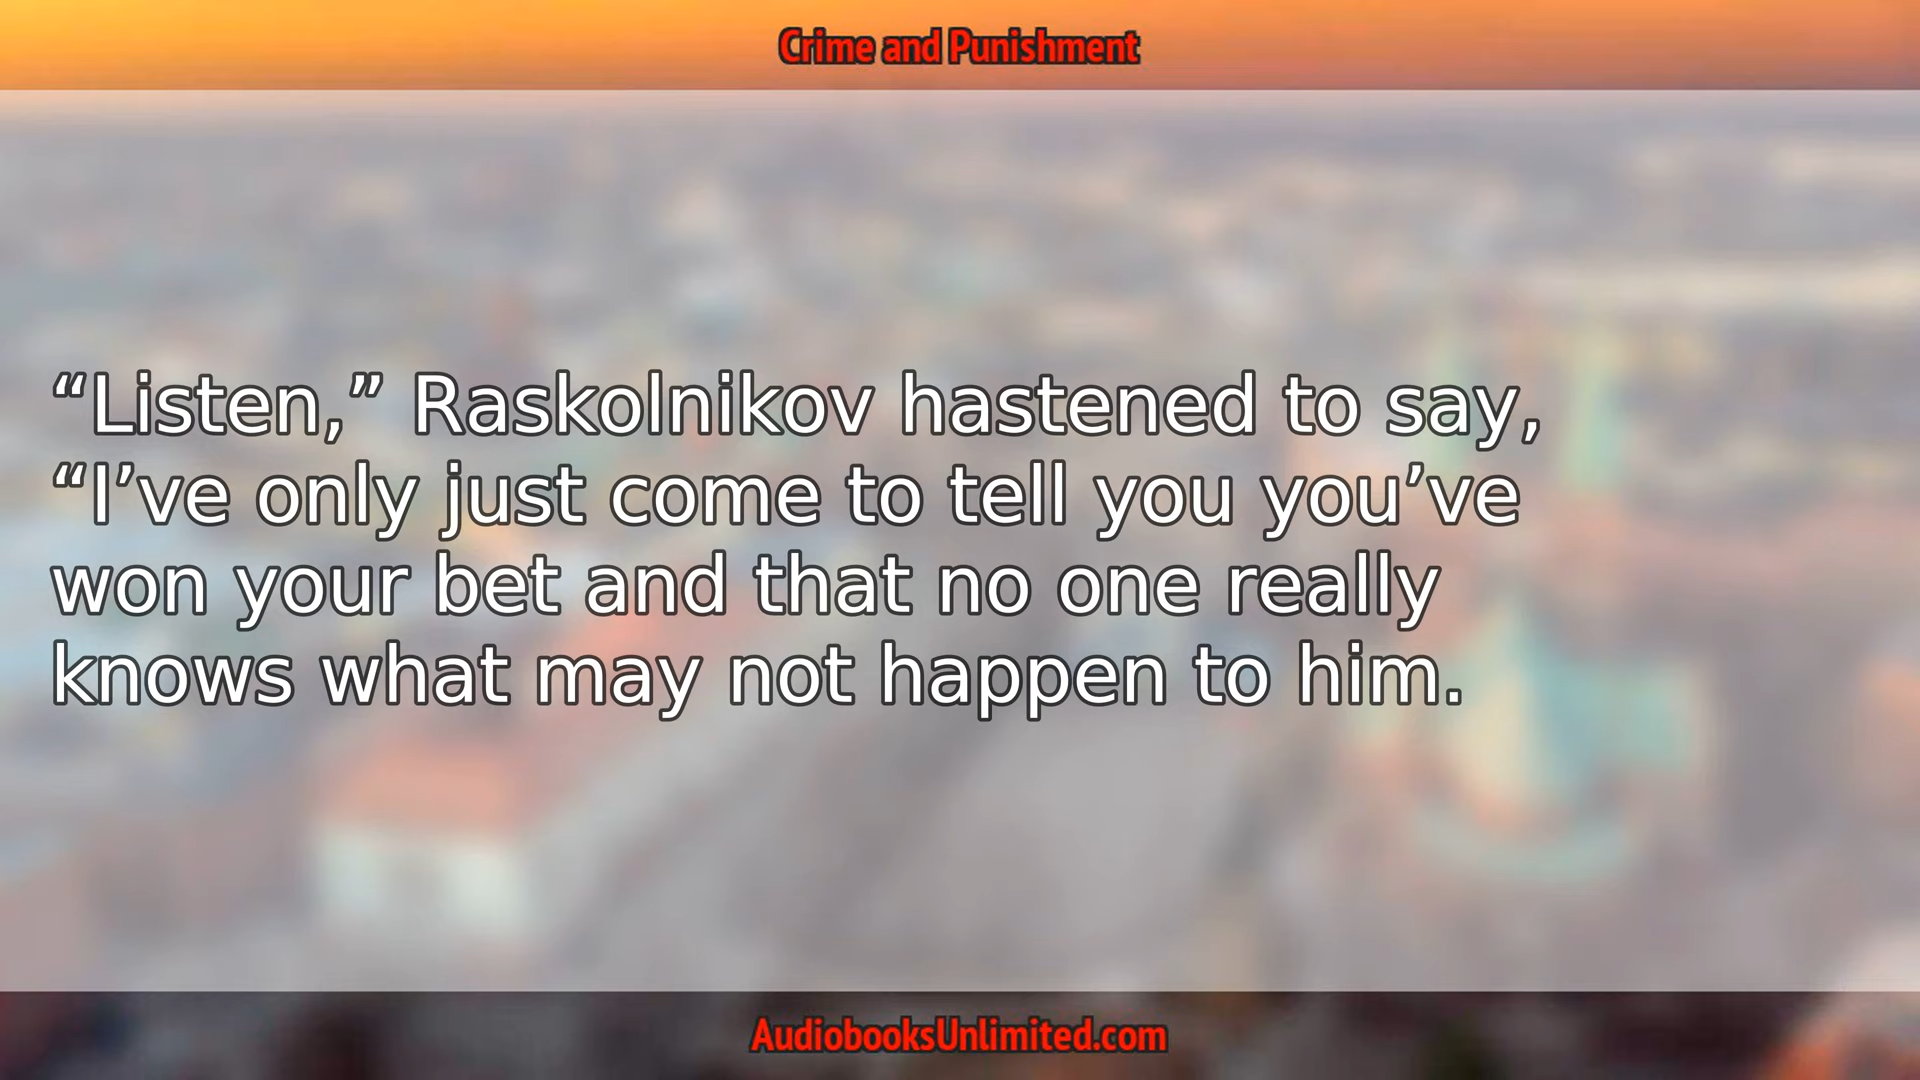 Crime and Punishment
“Listen,” Raskolnikov hastened to say,
“I’ve only just come to tell you you’ve
won your bet and that no one really
knows what may not happen to him.
AudiobooksUnlimited.com